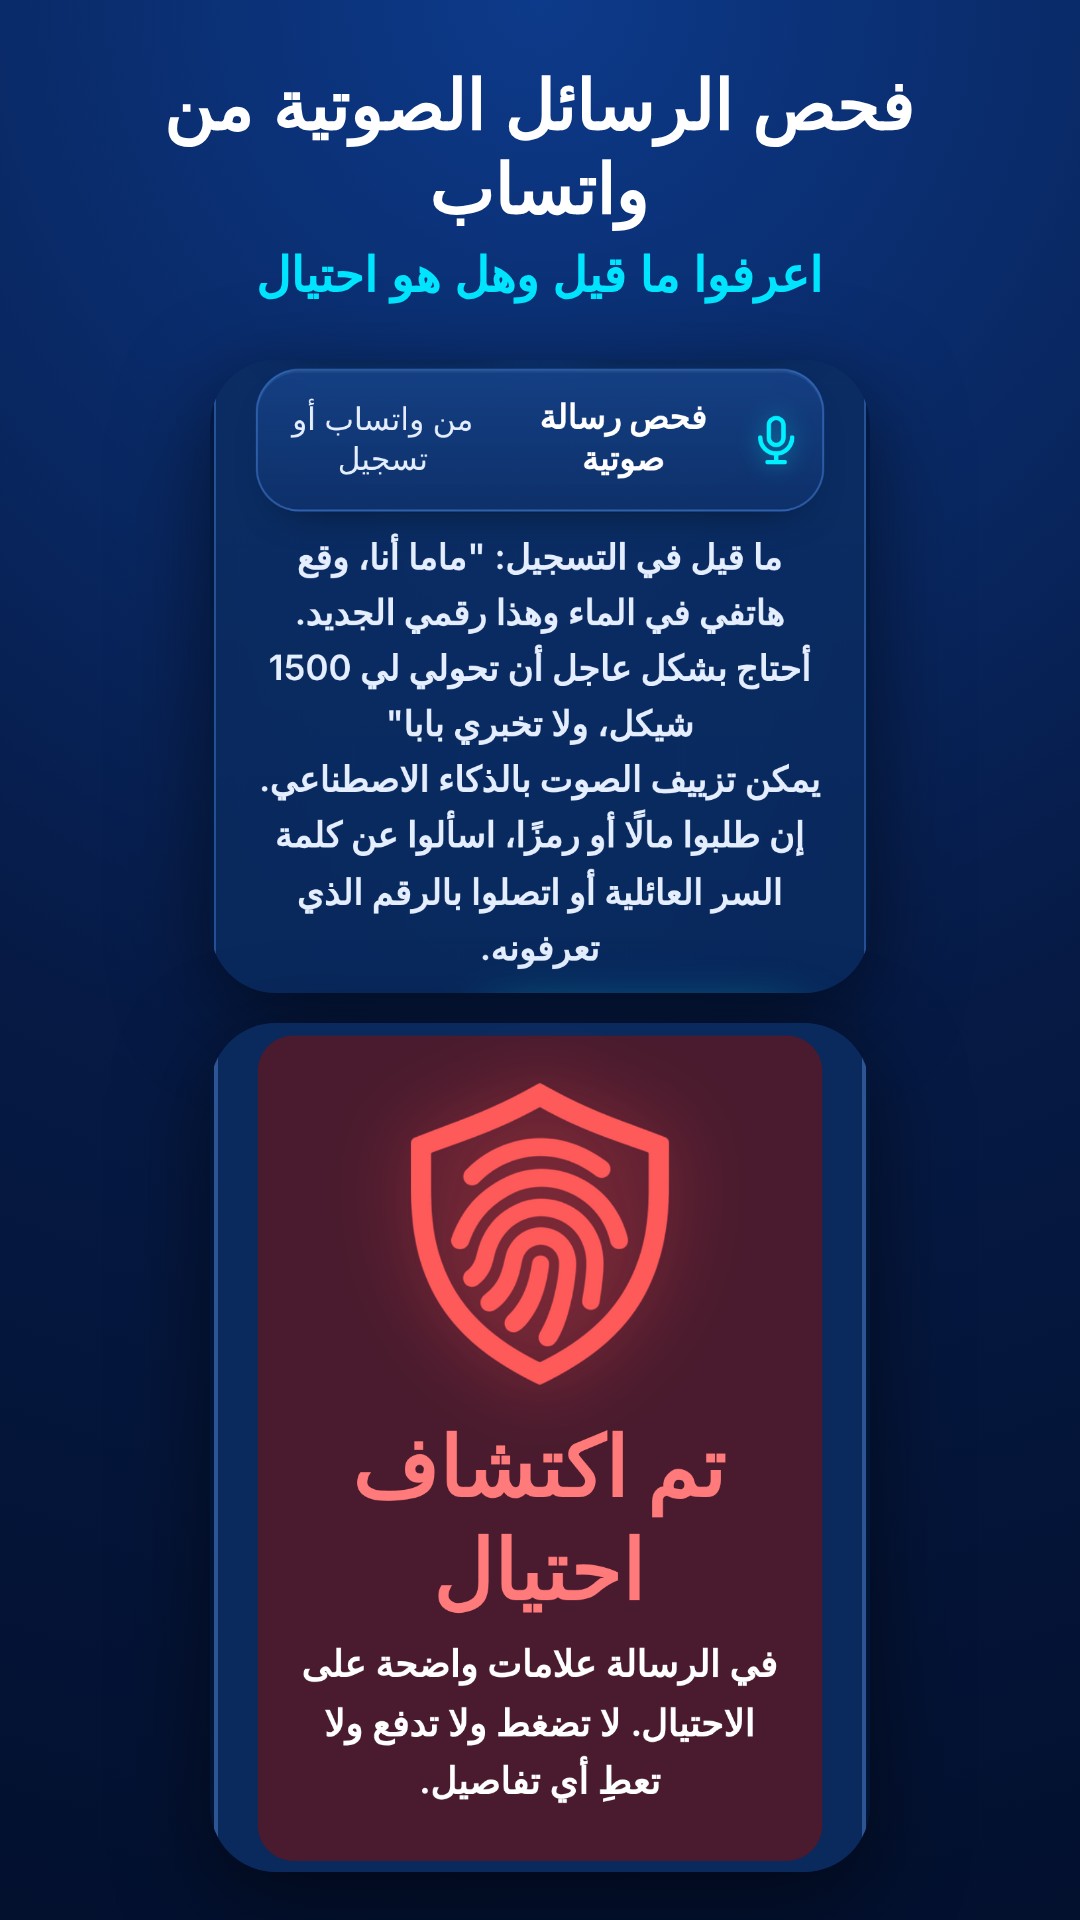 فحص الرسائل الصوتية من
واتساب
اعرفوا ما قيل وهل هو احتيال
فحص رسالة
صوتية
من واتساب أو
تسجيل
ما قيل في التسجيل: "ماما أنا، وقع
هاتفي في الماء وهذا رقمي الجديد.
أحتاج بشكل عاجل أن تحولي لي 1500
شيكل، ولا تخبري بابا"
يمكن تزييف الصوت بالذكاء الاصطناعي.
إن طلبوا مالًا أو رمزًا، اسألوا عن كلمة
السر العائلية أو اتصلوا بالرقم الذي
تعرفونه.
تم اكتشاف
احتيال
في الرسالة علامات واضحة على
الاحتيال. لا تضغط ولا تدفع ولا
تعطِ أي تفاصيل.